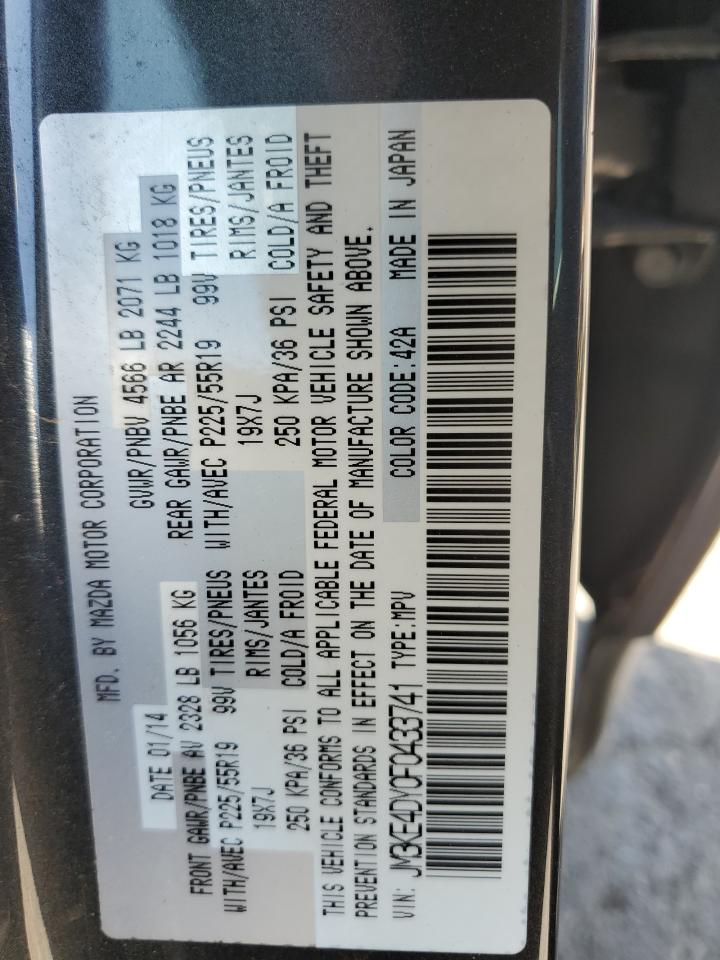 MFD. BY MAZDA MOTOR CORPORATION
DATE 01/14 GVWR/PNBV 4566 LB 2071 KG
FRONT GAWR/PNBE AV 2328 LB 1056 KG REAR GAWR/PNBE AR 2244 LB 1018 KG
WITH/AVEC P225/55R19 99V TIRES/PNEUS WITH/AVEC P225/55R19 99V TIRES/PNEUS
19X7J RIMS/JANTES 19X7J RIMS/JANTES
250 KPA/36 PSI COLD/A FROID 250 KPA/36 PSI COLD/A FROID
THIS VEHICLE CONFORMS TO ALL APPLICABLE FEDERAL MOTOR VEHICLE SAFETY AND THEFT
PREVENTION STANDARDS IN EFFECT ON THE DATE OF MANUFACTURE SHOWN ABOVE.
VIN: JM3KE4DY0F0433741 TYPE:MPV COLOR CODE:42A MADE IN JAPAN